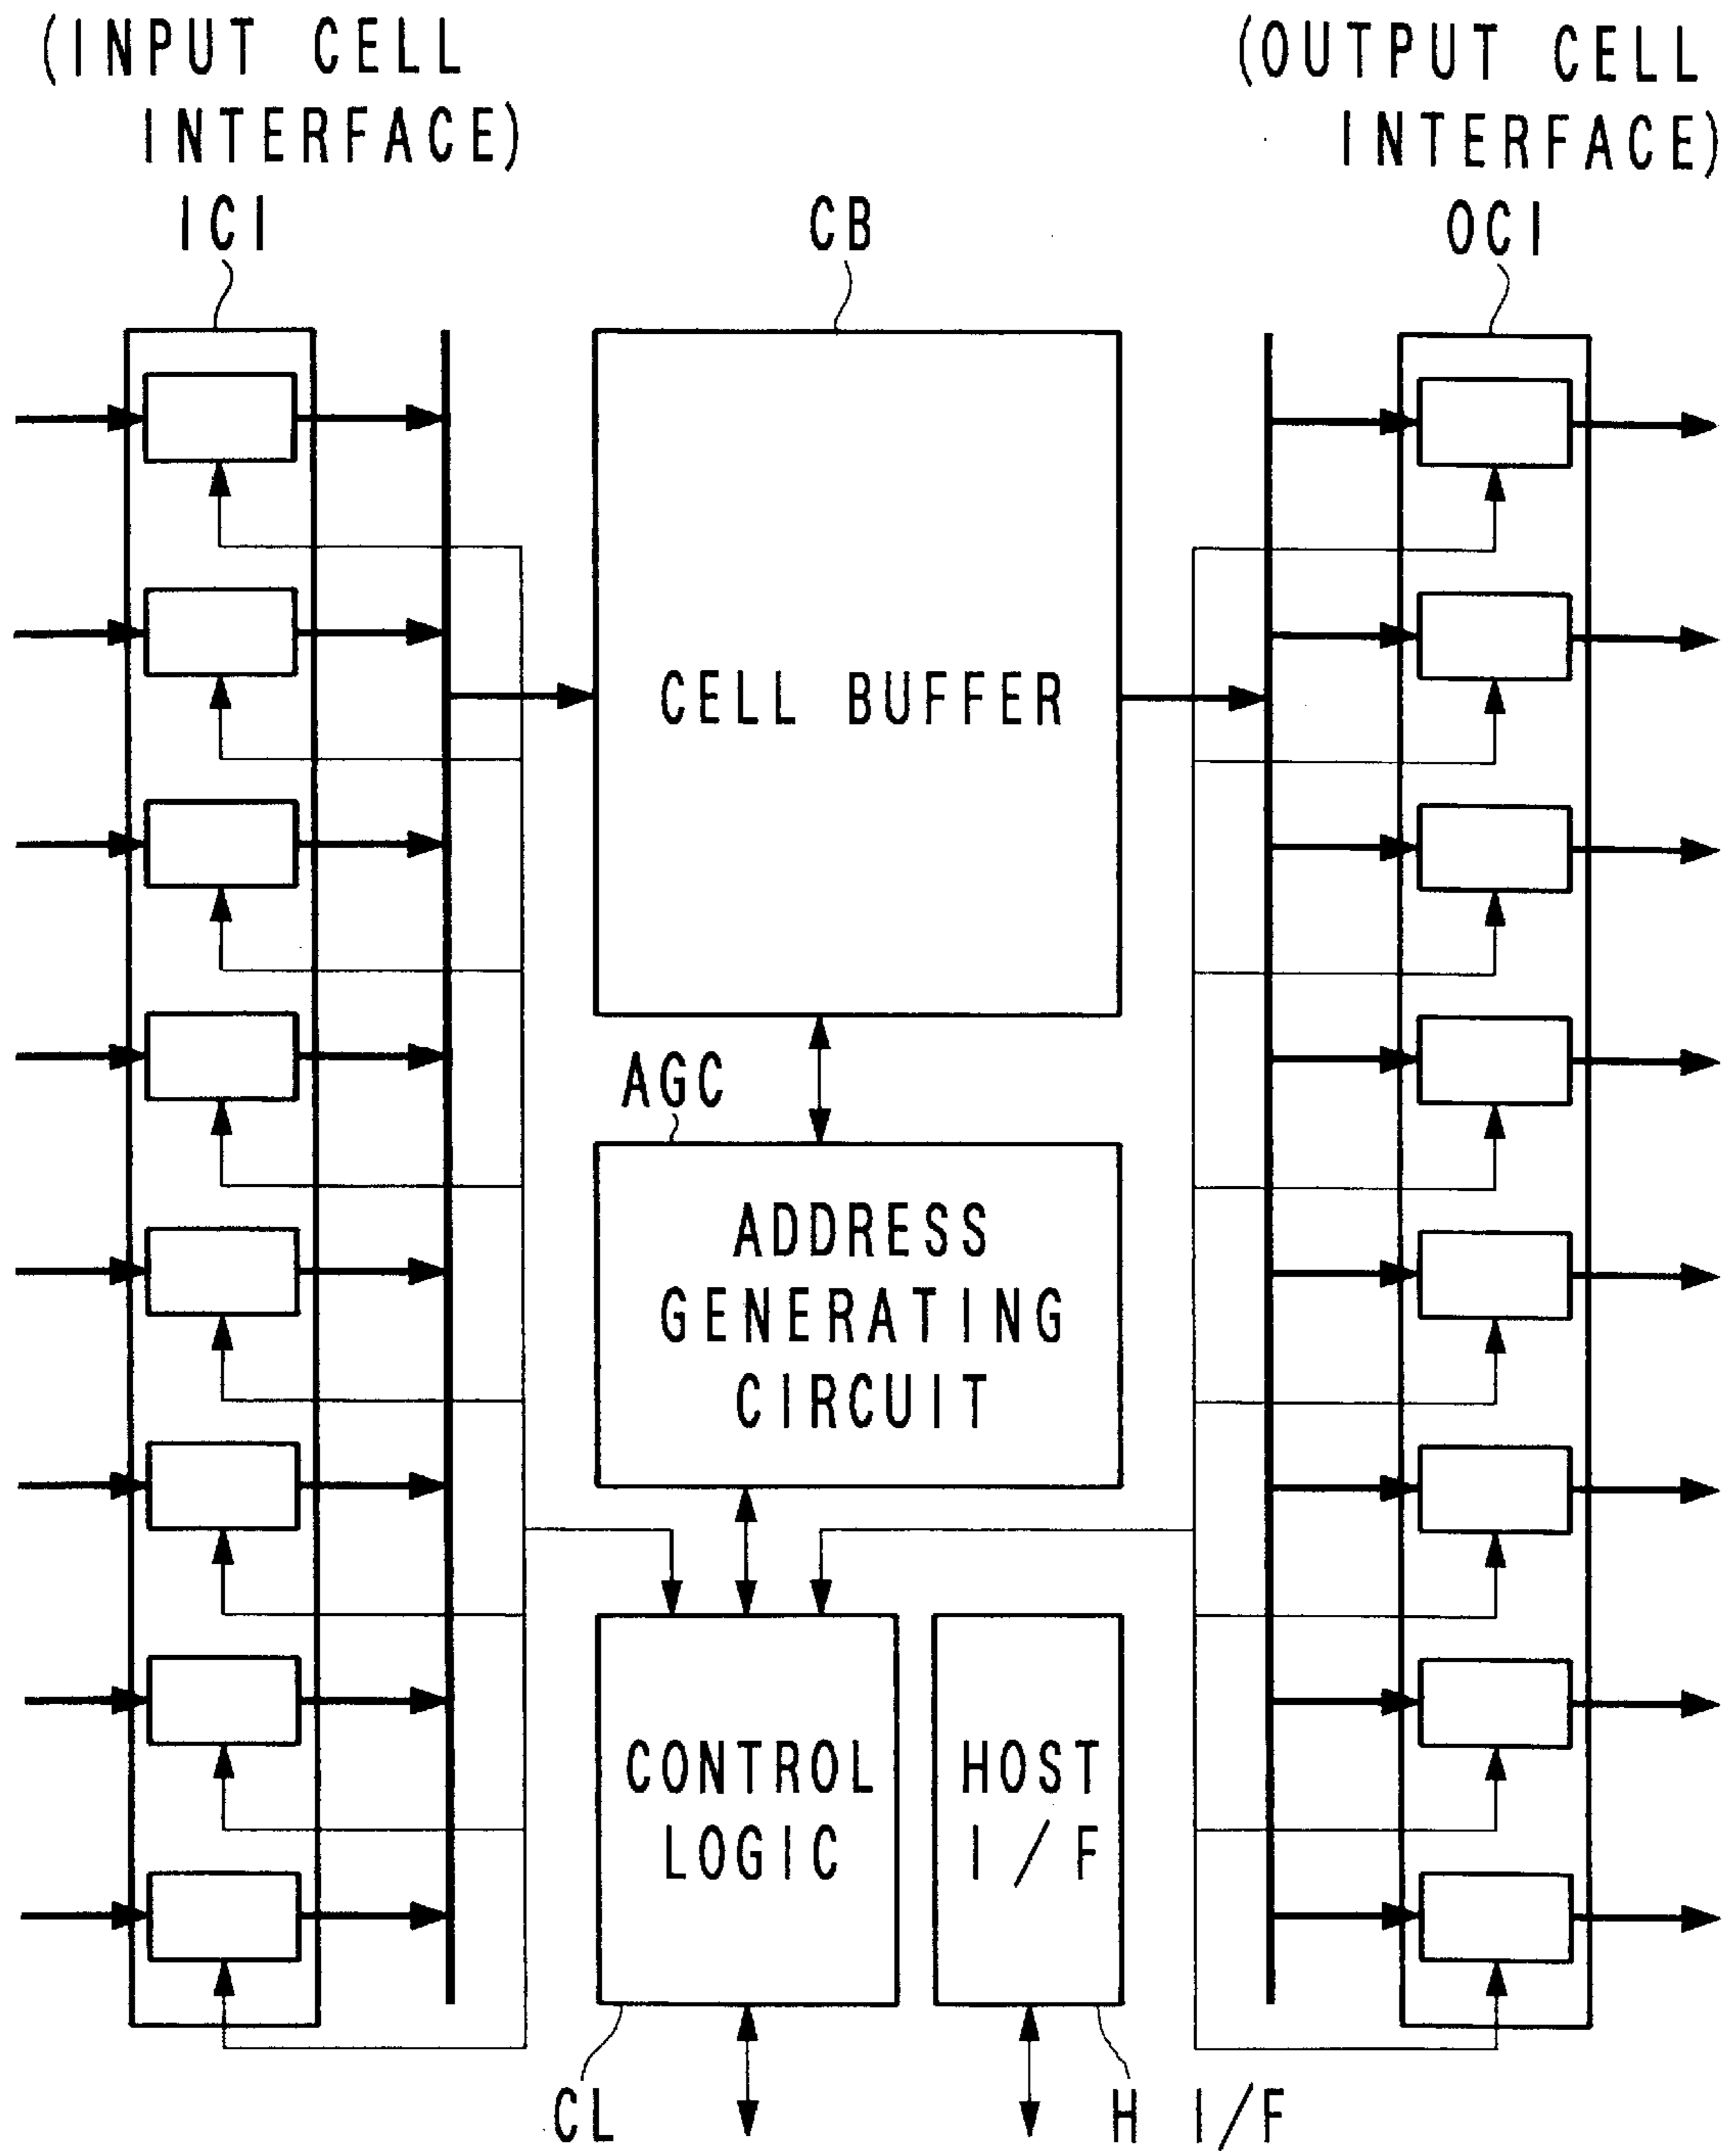 (INPUT CELL
INTERFACE)
ICI
CB
(OUTPUT CELL
INTERFACE)
OCI
CELL BUFFER
AGC
ADDRESS
GENERATING
CIRCUIT
CONTROL
LOGIC
HOST
I/F
CL
H I/F